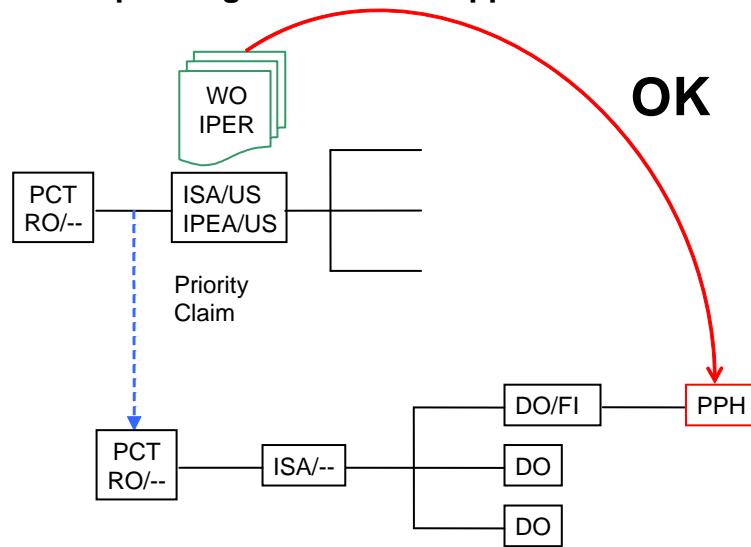 WO
IPER
OK
PCT
RO/--
ISA/US
IPEA/US
Priority
Claim
DO/FI
PPH
PCT
RO/--
ISA/--
DO
DO